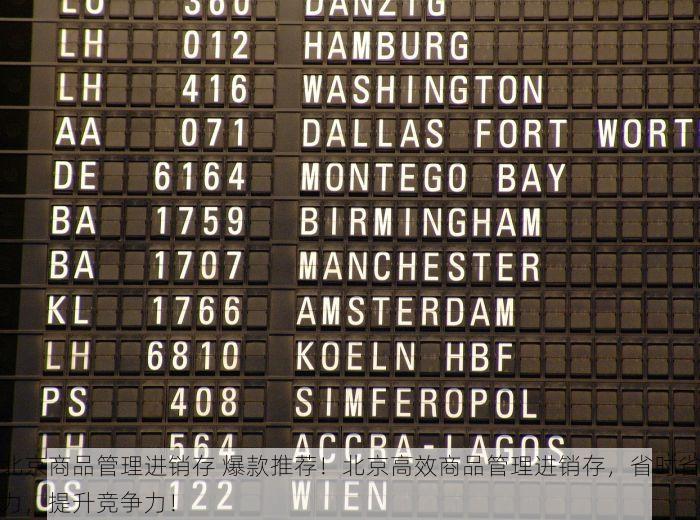 LO 380 DANZIG
LH 012 HAMBURG
LH 416 WASHINGTON
AA 071 DALLAS FORT WORT
DE 6164 MONTEGO BAY
BA 1759 BIRMINGHAM
BA 1707 MANCHESTER
KL 1766 AMSTERDAM
LH 6810 KOELN HBF
PS 408 SIMFEROPOL
LH 564 ACCRA-LAGOS
OS 122 WIEN
北京商品管理进销存 爆款推荐！北京高效商品管理进销存，省时省
力，提升竞争力！